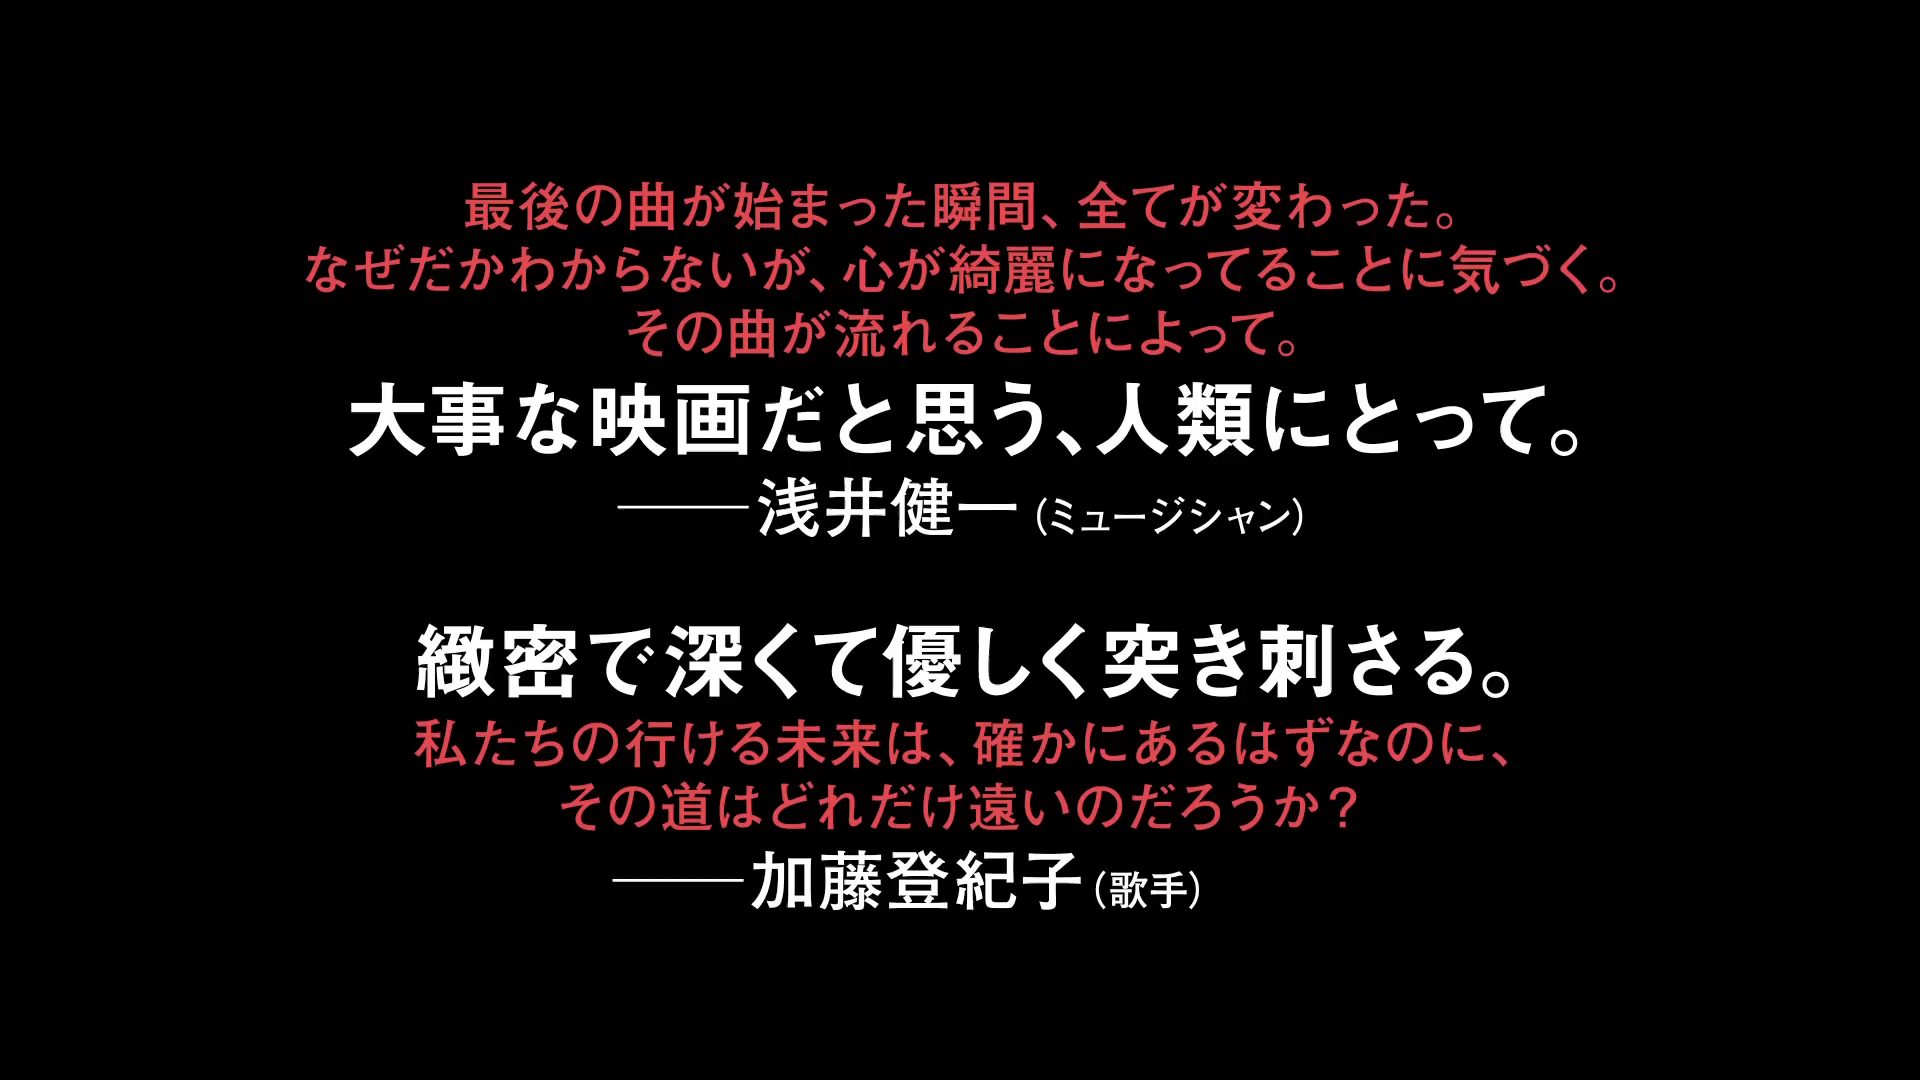 最後の曲が始まった瞬間、全てが変わった。
なぜだかわからないが、心が綺麗になってることに気づく。
その曲が流れることによって。
大事な映画だと思う、人類にとって。
――浅井健一（ミュージシャン）
緻密で深くて優しく突き刺さる。
私たちの行ける未来は、確かにあるはずなのに、
その道はどれだけ遠いのだろうか？
――加藤登紀子（歌手）